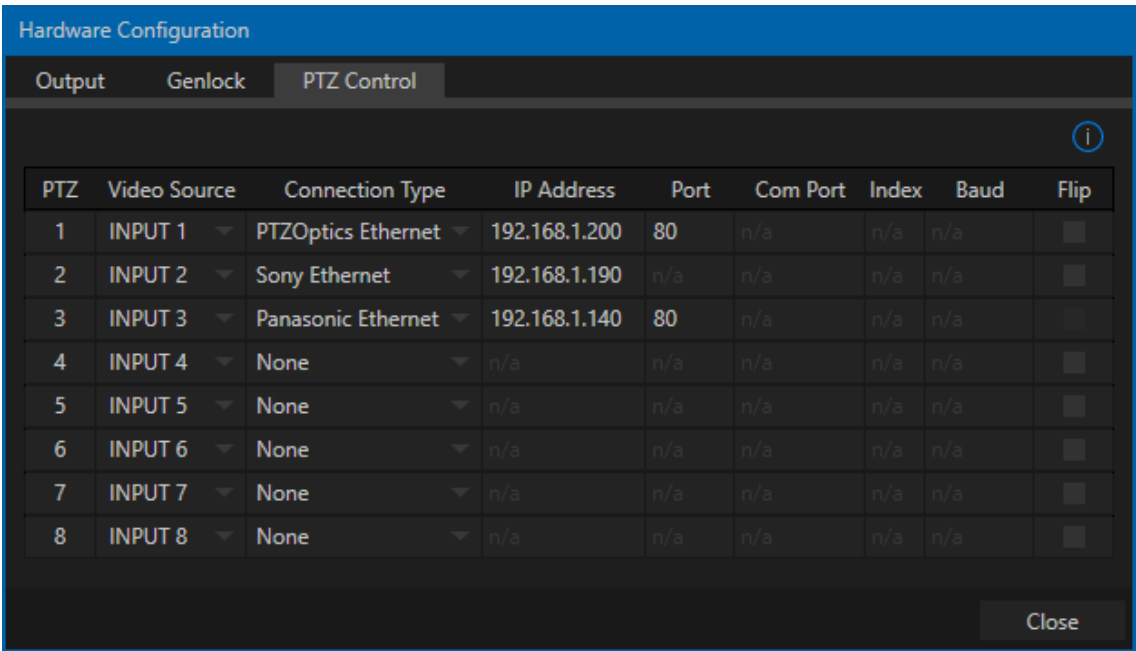 Hardware Configuration
Output Genlock PTZ Control
i
PTZ Video Source Connection Type IP Address Port Com Port Index Baud Flip
1 INPUT 1 PTZOptics Ethernet 192.168.1.200 80 n/a n/a n/a
2 INPUT 2 Sony Ethernet 192.168.1.190 n/a n/a n/a n/a
3 INPUT 3 Panasonic Ethernet 192.168.1.140 80 n/a n/a n/a
4 INPUT 4 None n/a n/a n/a n/a n/a
5 INPUT 5 None n/a n/a n/a n/a n/a
6 INPUT 6 None n/a n/a n/a n/a n/a
7 INPUT 7 None n/a n/a n/a n/a n/a
8 INPUT 8 None n/a n/a n/a n/a n/a
Close